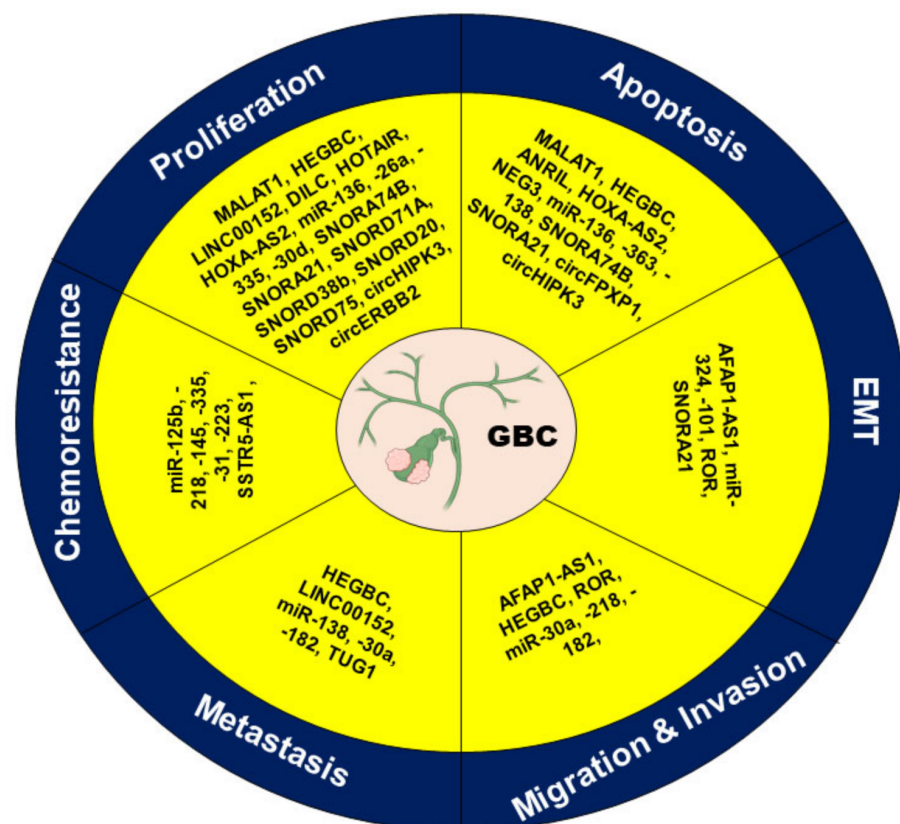 Proliferation
MALAT1, HEGBC,
LINC00152, DILC, HOTAIR,
HOXA-AS2, miR-136, -26a, -
335, -30d, SNORA74B,
SNORA21, SNORD71A,
SNORD38b, SNORD20,
SNORD75, circHIPK3,
circERBB2
Apoptosis
MALAT1, HEGBC,
ANRIL, HOXA-AS2,
NEG3, miR-136, -363, -
138, SNORA74B,
SNORA21, circFPXP1,
circHIPK3
EMT
AFAP1-AS1, miR-
324, -101, ROR,
SNORA21
Migration & Invasion
AFAP1-AS1,
HEGBC, ROR,
miR-30a, -218, -
182,
Metastasis
HEGBC,
LINC00152,
miR-138, -30a,
-182, TUG1
Chemoresistance
miR-125b, -
218, -145, -335,
-31, -223,
SSTR5-AS1 ,
GBC